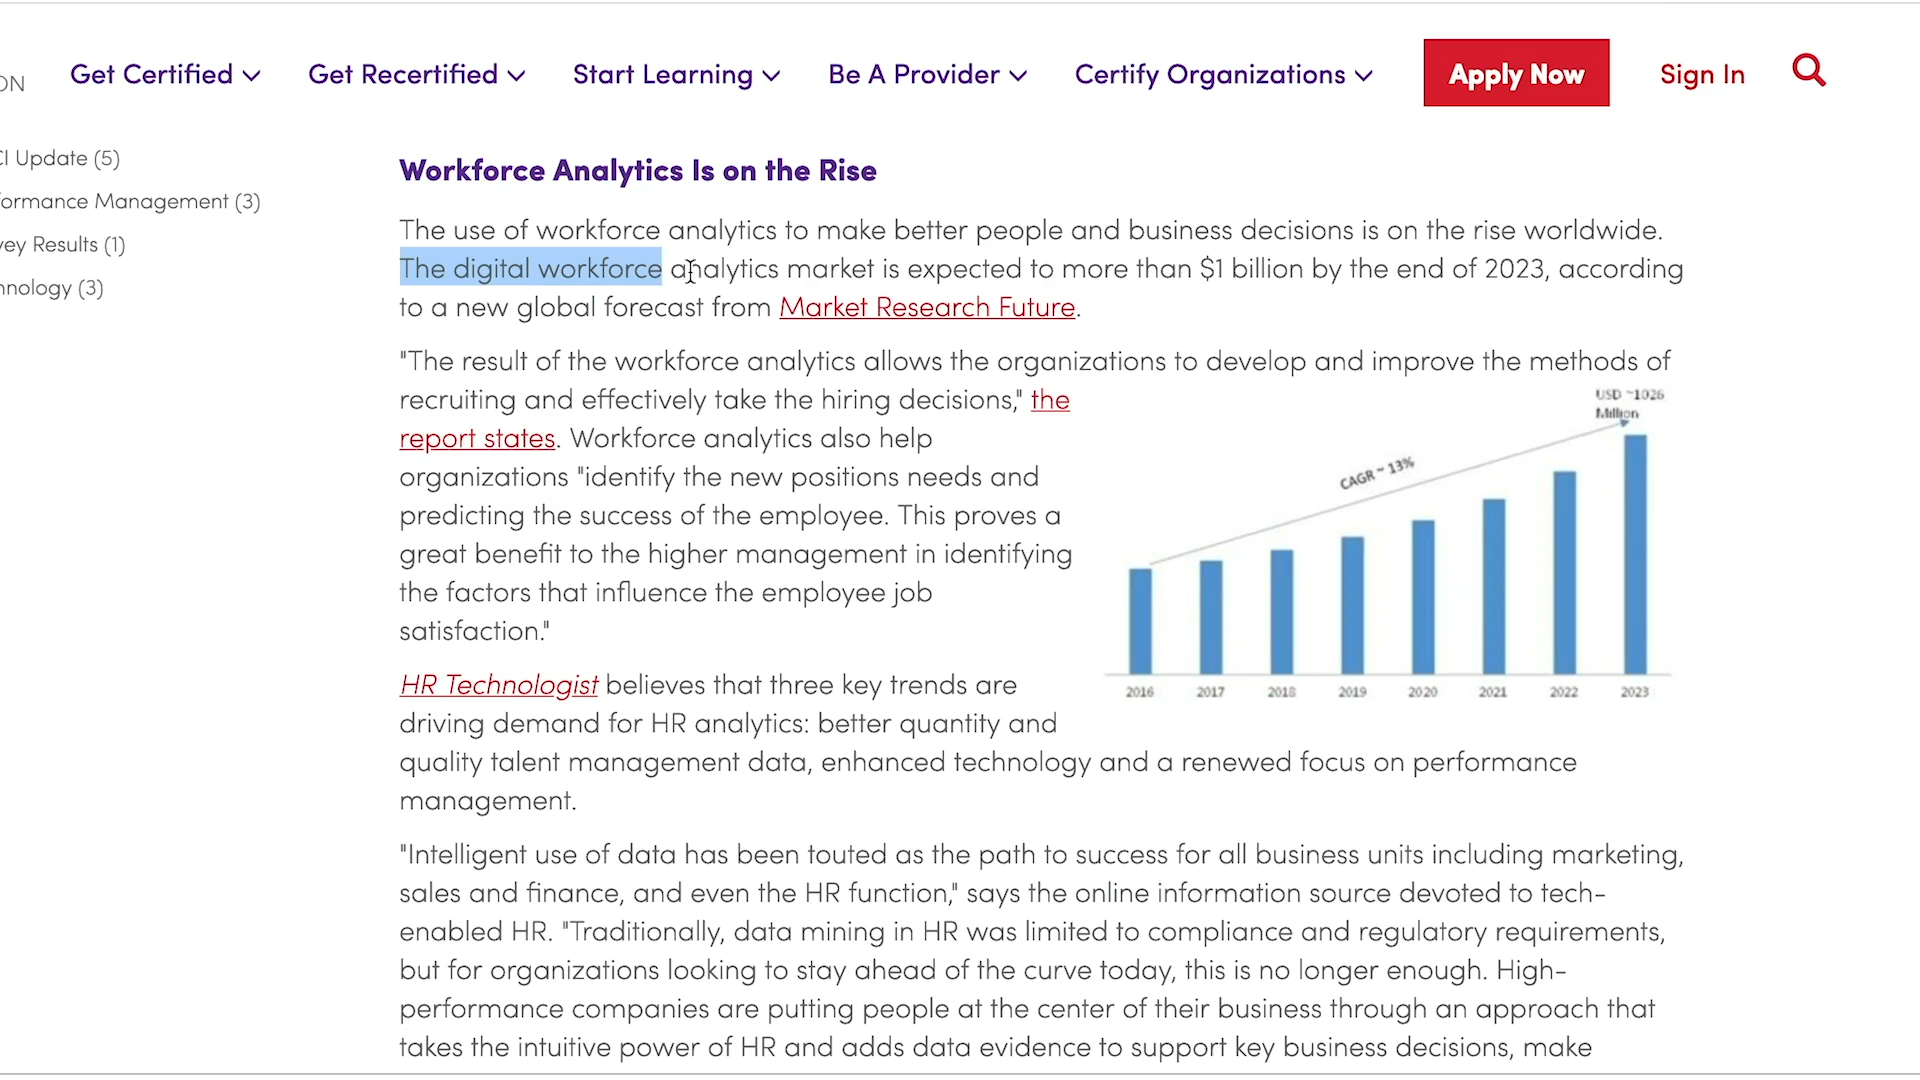 ON
Get Certified
Get Recertified
Start Learning
Be A Provider
Certify Organizations
Apply Now
Sign In
CI Update (5)
formance Management (3)
vey Results (1)
hnology (3)
Workforce Analytics Is on the Rise
The use of workforce analytics to make better people and business decisions is on the rise worldwide.
The digital workforce analytics market is expected to more than $1 billion by the end of 2023, according
to a new global forecast from Market Research Future.
"The result of the workforce analytics allows the organizations to develop and improve the methods of
recruiting and effectively take the hiring decisions," the
report states. Workforce analytics also help
organizations "identify the new positions needs and
predicting the success of the employee. This proves a
great benefit to the higher management in identifying
the factors that influence the employee job
satisfaction."
USD ~1026
Million
CAGR ~ 13%
2016 2017 2018 2019 2020 2021 2022 2023
HR Technologist believes that three key trends are
driving demand for HR analytics: better quantity and
quality talent management data, enhanced technology and a renewed focus on performance
management.
"Intelligent use of data has been touted as the path to success for all business units including marketing,
sales and finance, and even the HR function," says the online information source devoted to tech-
enabled HR. "Traditionally, data mining in HR was limited to compliance and regulatory requirements,
but for organizations looking to stay ahead of the curve today, this is no longer enough. High-
performance companies are putting people at the center of their business through an approach that
takes the intuitive power of HR and adds data evidence to support key business decisions, make